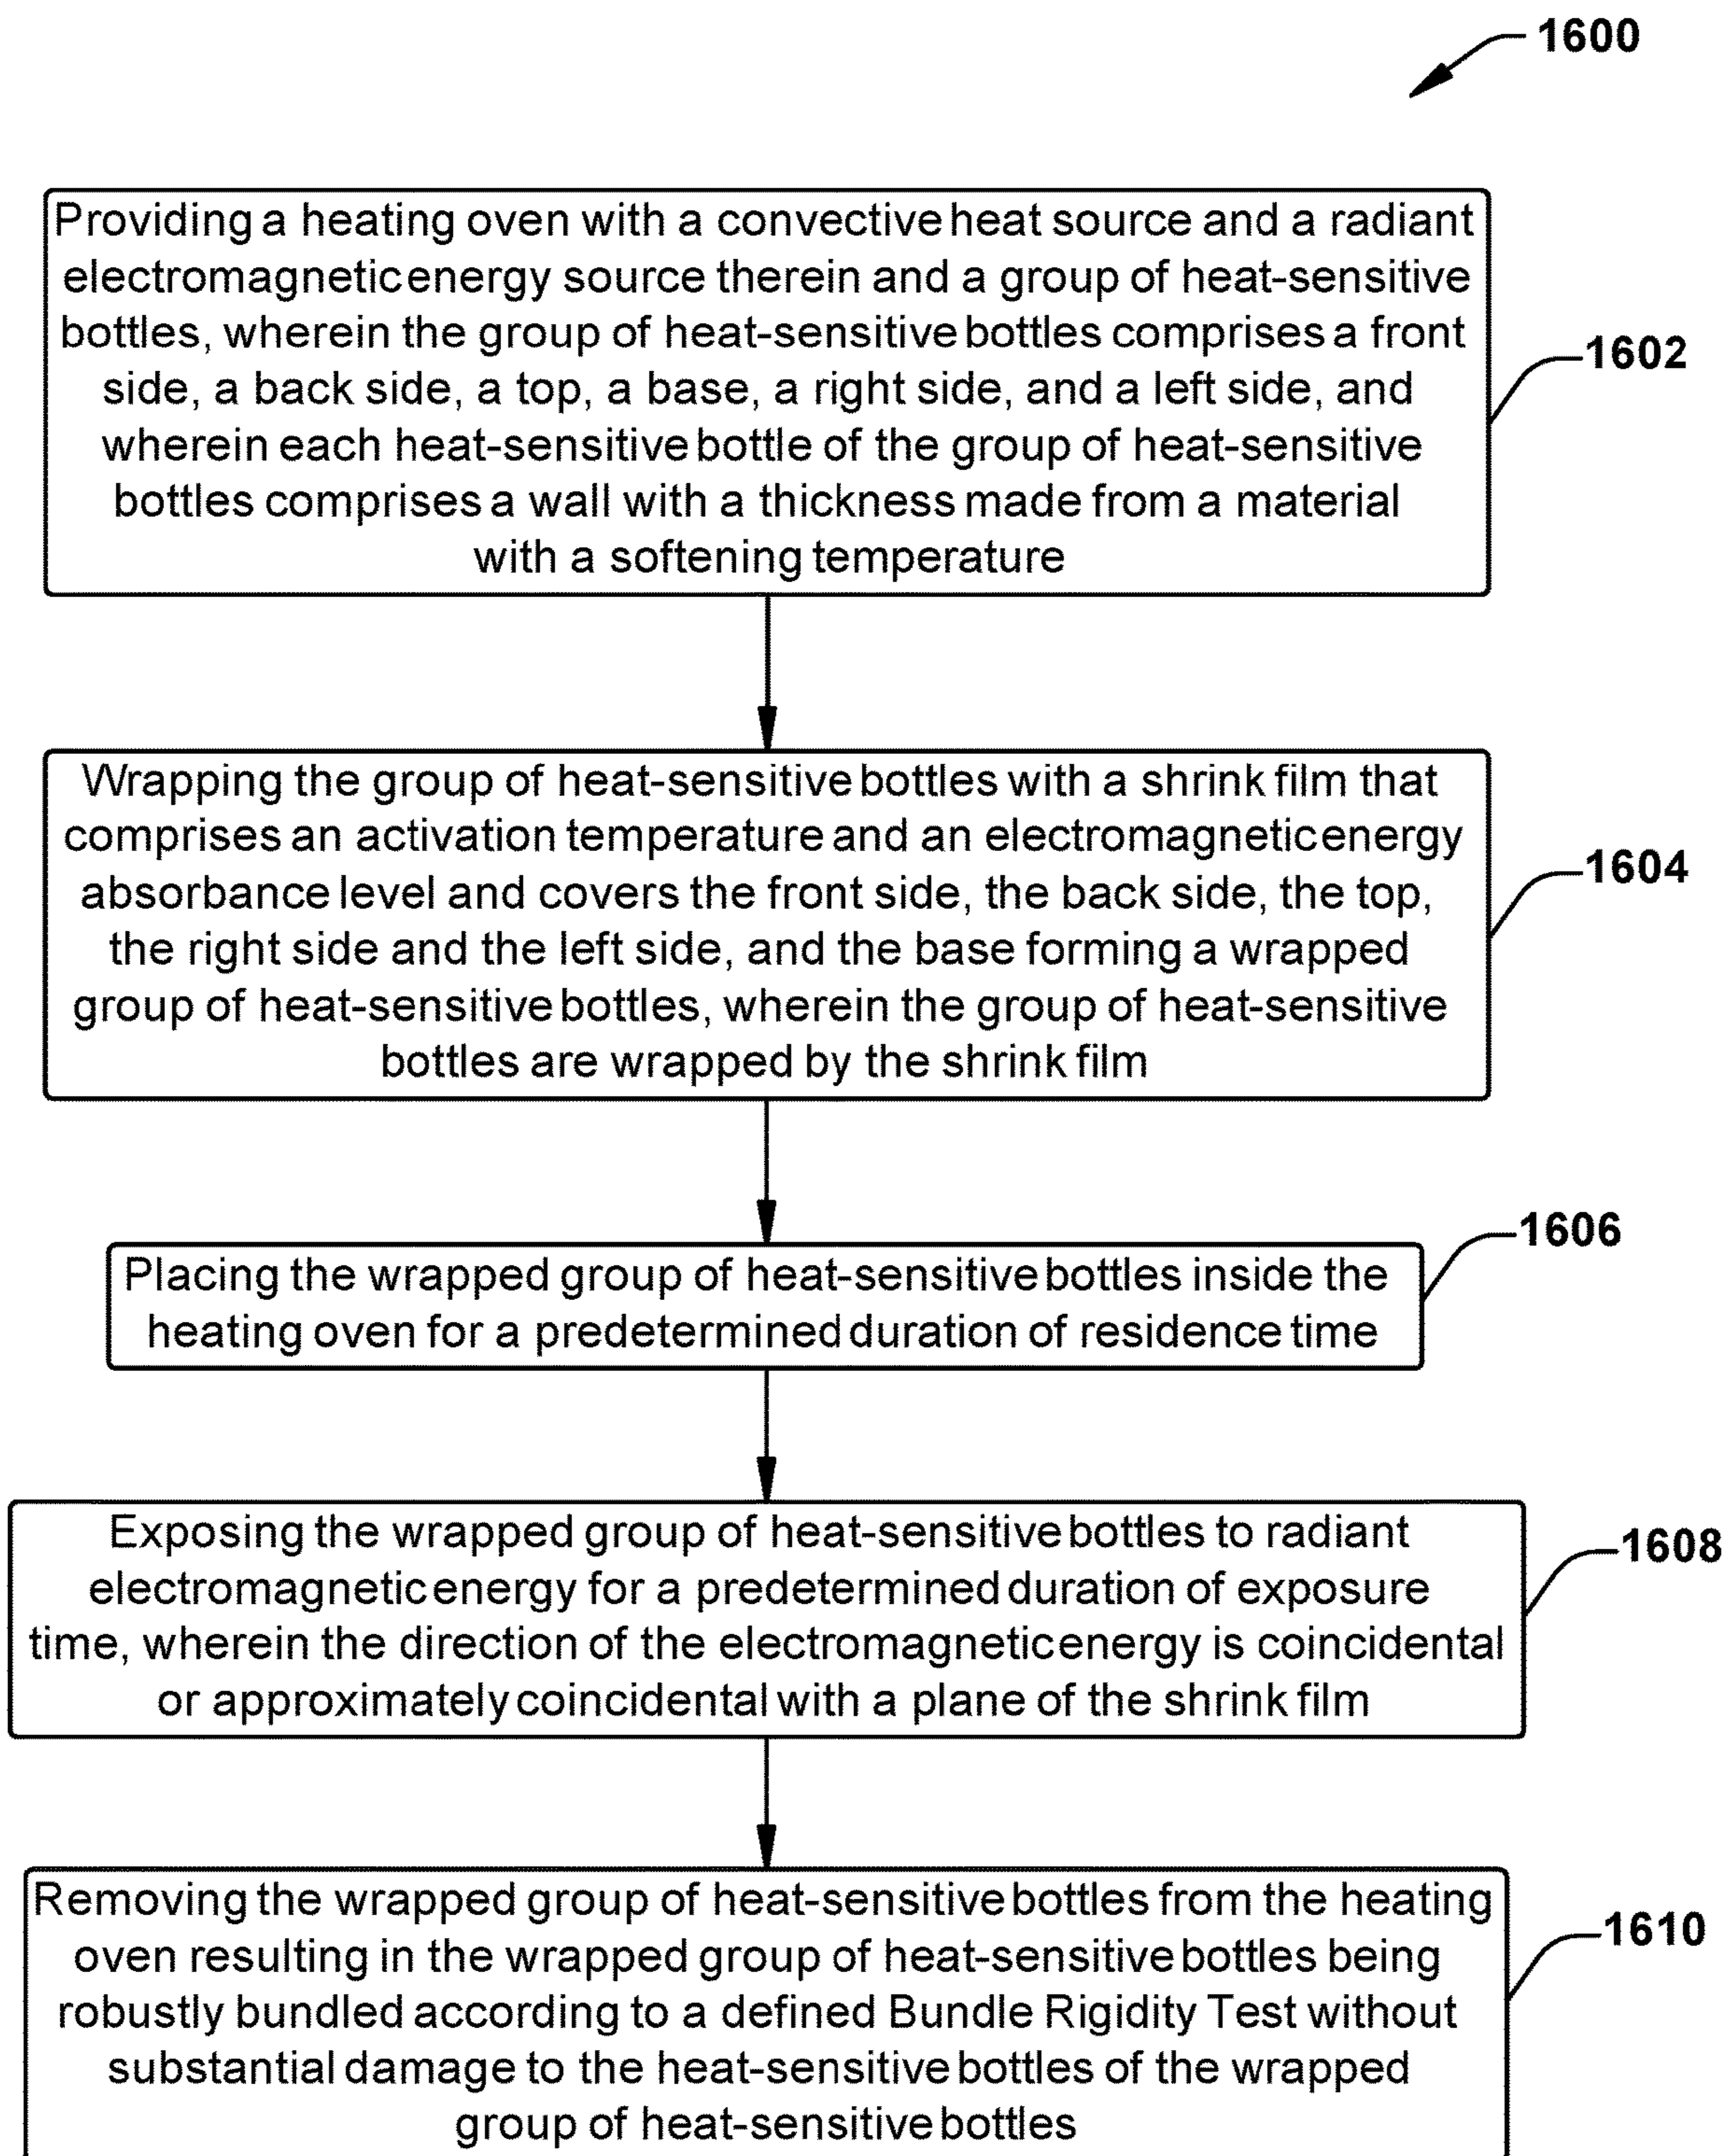 1600
Providing a heating oven with a convective heat source and a radiant
electromagnetic energy source therein and a group of heat-sensitive
bottles, wherein the group of heat-sensitive bottles comprises a front
side, a back side, a top, a base, a right side, and a left side, and
wherein each heat-sensitive bottle of the group of heat-sensitive
bottles comprises a wall with a thickness made from a material
with a softening temperature
1602
Wrapping the group of heat-sensitive bottles with a shrink film that
comprises an activation temperature and an electromagnetic energy
absorbance level and covers the front side, the back side, the top,
the right side and the left side, and the base forming a wrapped
group of heat-sensitive bottles, wherein the group of heat-sensitive
bottles are wrapped by the shrink film
1604
Placing the wrapped group of heat-sensitive bottles inside the
heating oven for a predetermined duration of residence time
1606
Exposing the wrapped group of heat-sensitive bottles to radiant
electromagnetic energy for a predetermined duration of exposure
time, wherein the direction of the electromagnetic energy is coincidental
or approximately coincidental with a plane of the shrink film
1608
Removing the wrapped group of heat-sensitive bottles from the heating
oven resulting in the wrapped group of heat-sensitive bottles being
robustly bundled according to a defined Bundle Rigidity Test without
substantial damage to the heat-sensitive bottles of the wrapped
group of heat-sensitive bottles
1610